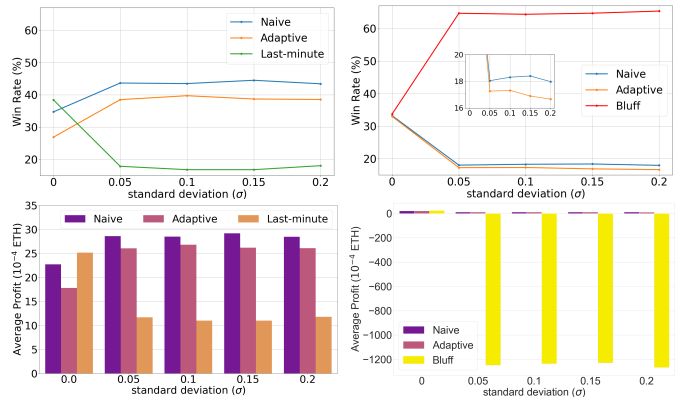 Win Rate (%)
60
50
40
30
20
Naive
Adaptive
Last-minute
0
0.05
0.10
0.15
0.2
standard deviation (σ)
Win Rate (%)
60
50
40
30
20
20
18
16
0
0.05
0.1
0.15
0.2
Naive
Adaptive
Bluff
0
0.05
0.10
0.15
0.2
standard deviation (σ)
Average Profit (10⁻⁴ ETH)
35
30
25
20
15
10
5
0
Naive Adaptive Last-minute
0.0
0.05
0.1
0.15
0.2
standard deviation (σ)
Average Profit (10⁻⁴ ETH)
0
−200
−400
−600
−800
−1000
−1200
Naive
Adaptive
Bluff
0
0.05
0.1
0.15
0.2
standard deviation (σ)